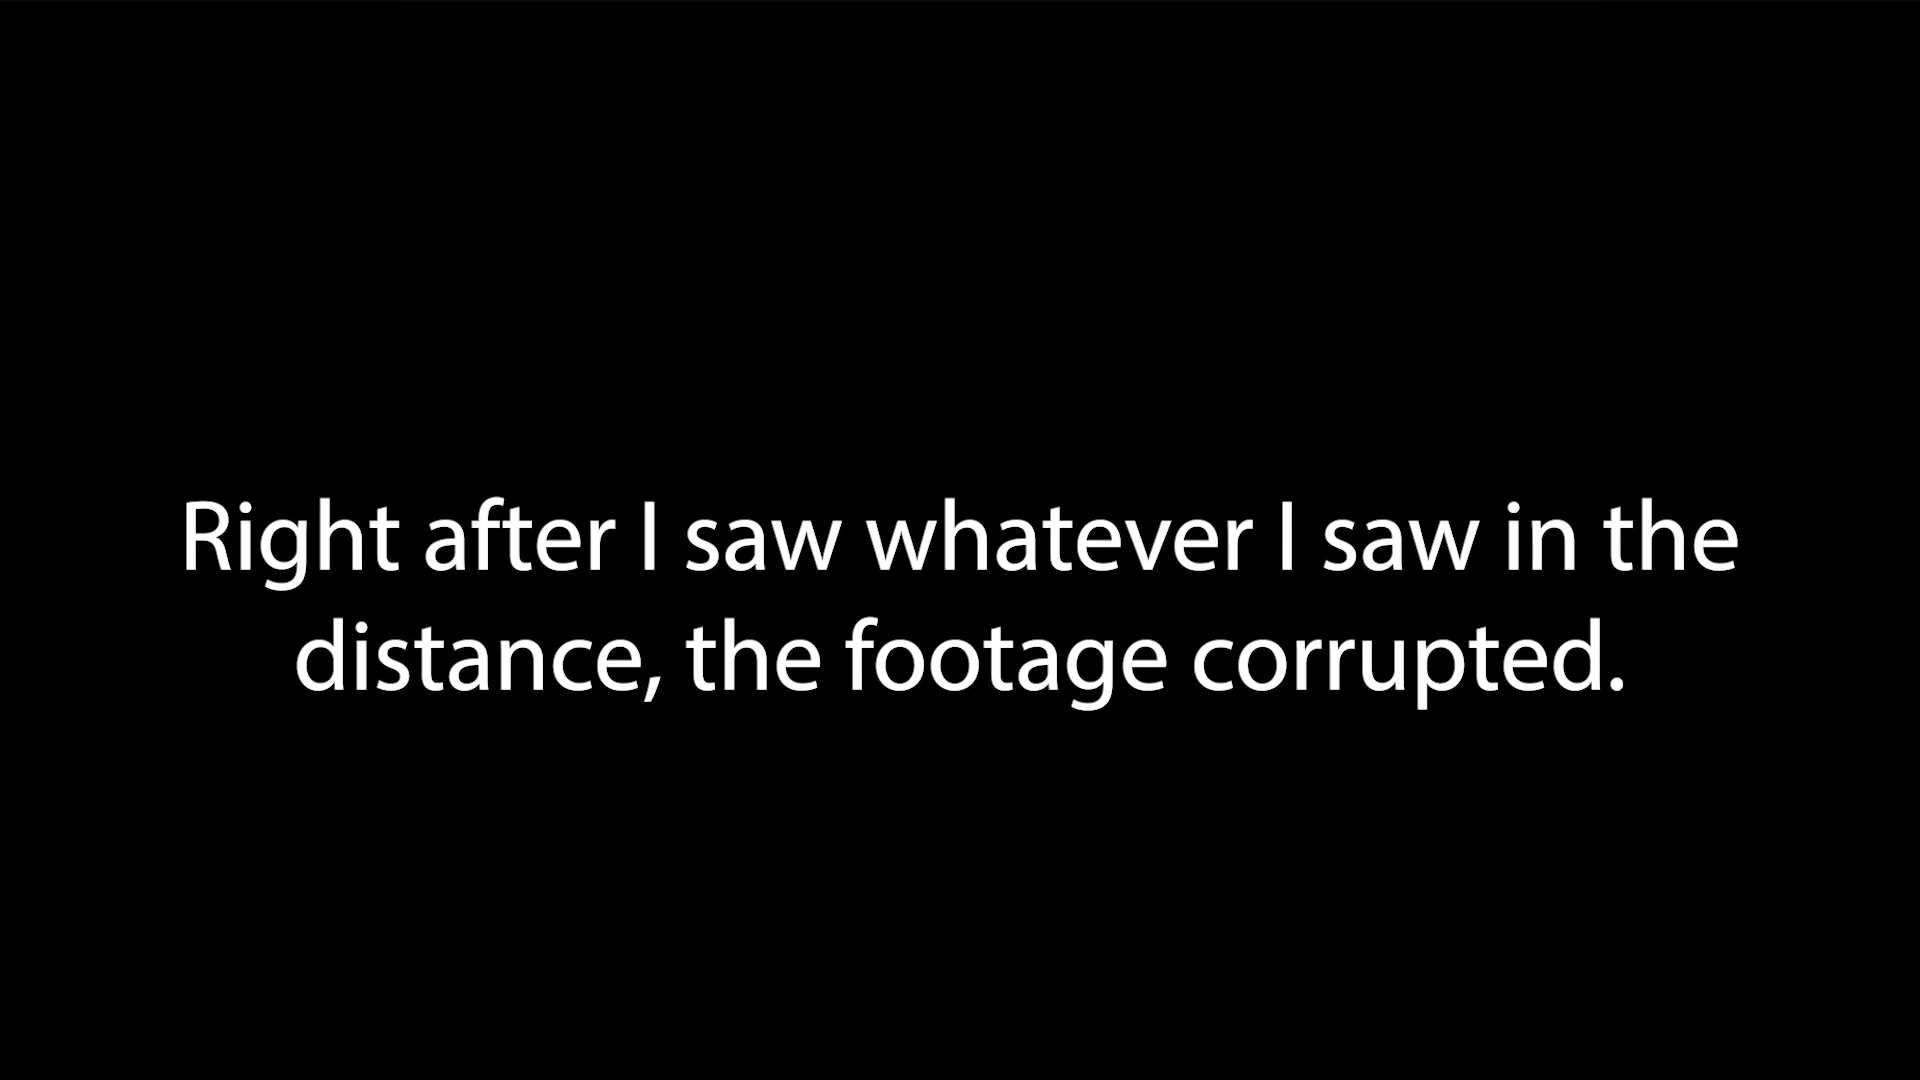 Right after I saw whatever I saw in the
distance, the footage corrupted.